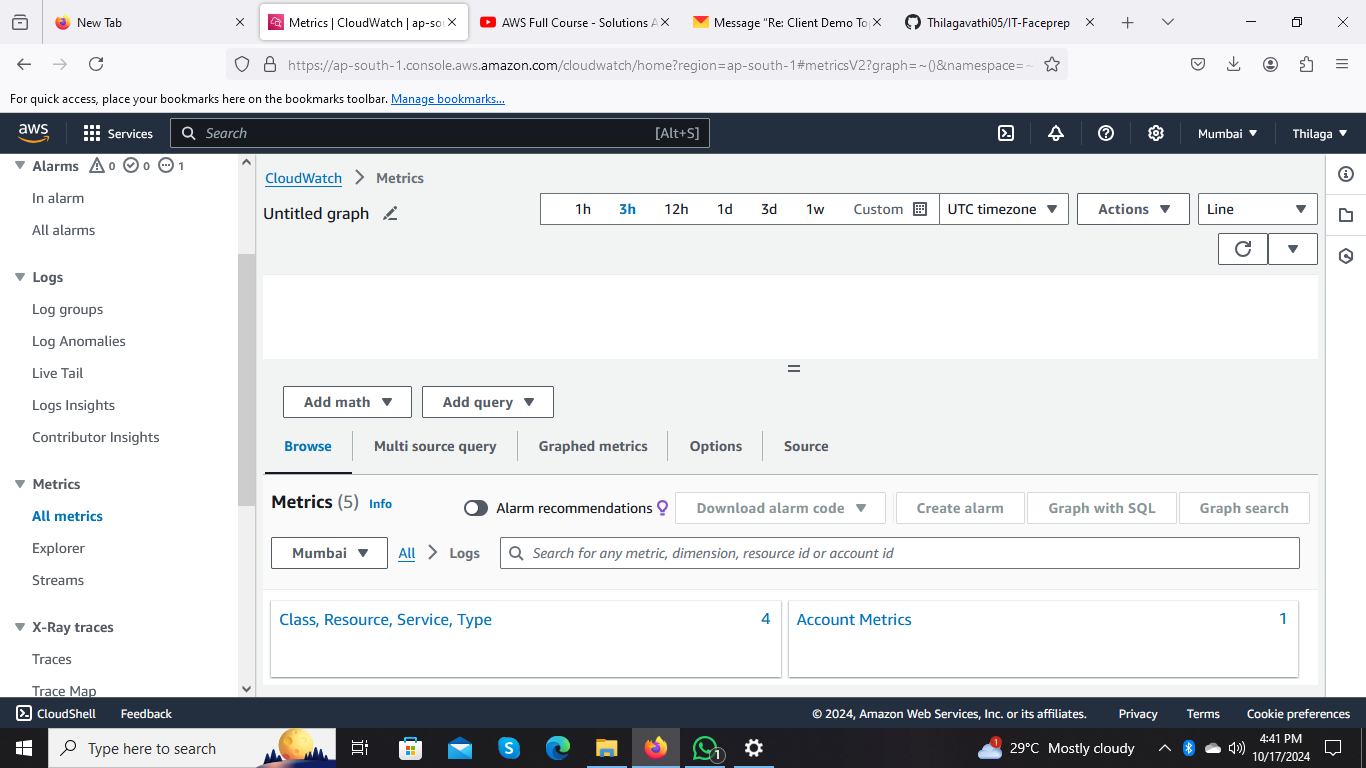 New Tab
Metrics | CloudWatch | ap-sou
AWS Full Course - Solutions A
Message "Re: Client Demo To
Thilagavathi05/IT-Faceprep
https://ap-south-1.console.aws.amazon.com/cloudwatch/home?region=ap-south-1#metricsV2?graph=~()&namespace=~
For quick access, place your bookmarks here on the bookmarks toolbar. Manage bookmarks...
aws
Services
Search
[Alt+S]
Mumbai
Thilaga
Alarms 0 0 1
In alarm
All alarms
Logs
Log groups
Log Anomalies
Live Tail
Logs Insights
Contributor Insights
Metrics
All metrics
Explorer
Streams
X-Ray traces
Traces
Trace Map
CloudWatch > Metrics
Untitled graph
1h 3h 12h 1d 3d 1w Custom
UTC timezone
Actions
Line
Add math
Add query
Browse
Multi source query
Graphed metrics
Options
Source
Metrics (5) Info
Alarm recommendations
Download alarm code
Create alarm
Graph with SQL
Graph search
Mumbai
All > Logs
Search for any metric, dimension, resource id or account id
Class, Resource, Service, Type 4
Account Metrics 1
CloudShell
Feedback
© 2024, Amazon Web Services, Inc. or its affiliates.
Privacy
Terms
Cookie preferences
Type here to search
1
1
29°C Mostly cloudy
4:41 PM
10/17/2024